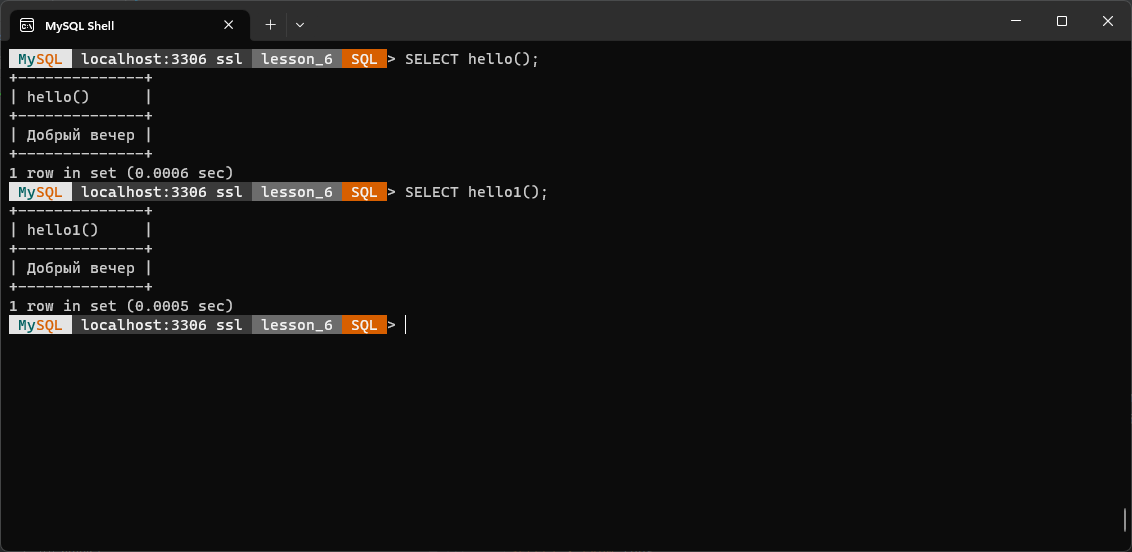 MySQL Shell
MySQL localhost:3306 ssl lesson_6 SQL > SELECT hello();
+--------------+
| hello()      |
+--------------+
| Добрый вечер |
+--------------+
1 row in set (0.0006 sec)
MySQL localhost:3306 ssl lesson_6 SQL > SELECT hello1();
+--------------+
| hello1()     |
+--------------+
| Добрый вечер |
+--------------+
1 row in set (0.0005 sec)
MySQL localhost:3306 ssl lesson_6 SQL >